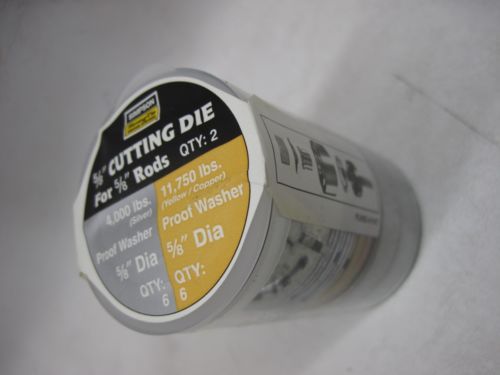 KIMPSON
5/8" CUTTING DIE
For 5/8" Rods QTY: 2
4,000 lbs.
(Silver)
Proof Washer
5/8" Dia
QTY:
6
11,750 lbs.
(Yellow / Copper)
Proof Washer
5/8" Dia
QTY:
6